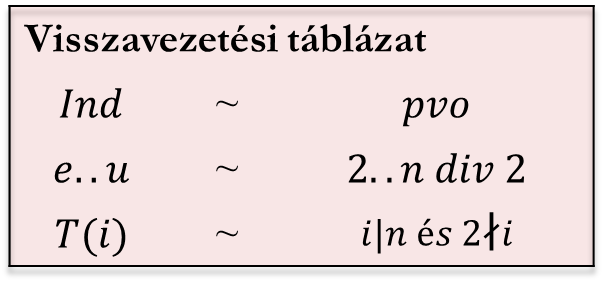 Visszavezetési táblázat
Ind ~ pvo
e..u ~ 2..n div 2
T(i) ~ i|n és 2∤i